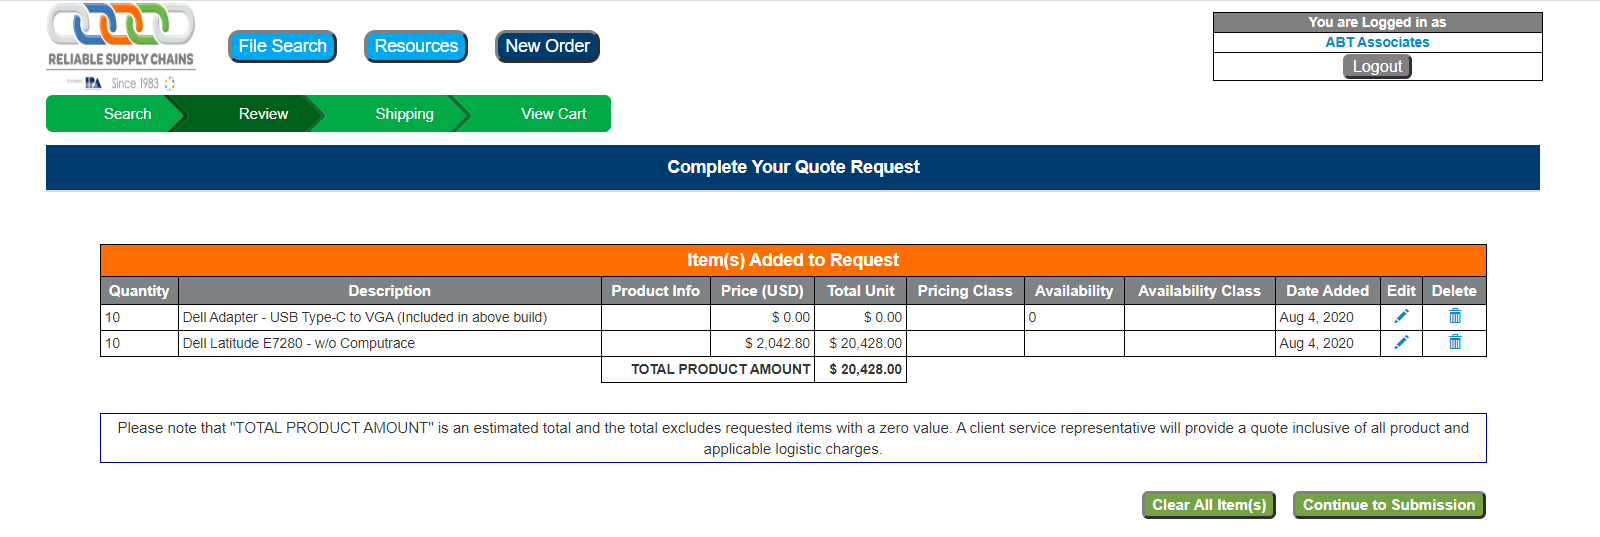 RELIABLE SUPPLY CHAINS
formerly IPA Since 1983
File Search
Resources
New Order
You are Logged in as
ABT Associates
Logout
Search
Review
Shipping
View Cart
Complete Your Quote Request
Item(s) Added to Request
Quantity Description Product Info Price (USD) Total Unit Pricing Class Availability Availability Class Date Added Edit Delete
10 Dell Adapter - USB Type-C to VGA (Included in above build) $ 0.00 $ 0.00 0 Aug 4, 2020
10 Dell Latitude E7280 - w/o Computrace $ 2,042.80 $ 20,428.00 Aug 4, 2020
TOTAL PRODUCT AMOUNT $ 20,428.00
Please note that "TOTAL PRODUCT AMOUNT" is an estimated total and the total excludes requested items with a zero value. A client service representative will provide a quote inclusive of all product and
applicable logistic charges.
Clear All Item(s)
Continue to Submission